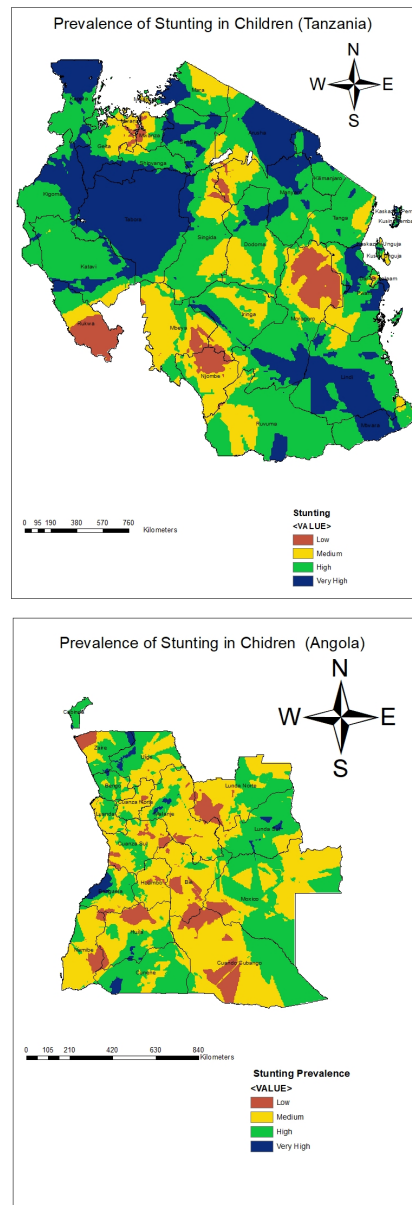 Prevalence of Stunting in Children (Tanzania)
N
W E
S
Mara
Geita
Shinyanga
Kigoma
Tabora
Singida
Dodoma
Manyara
Kilimanjaro
Tanga
Katavi
Rukwa
Mbeya
Iringa
Njombe
Ruvuma
Lindi
Mtwara
0 95 190 380 570 760
Kilometers
Stunting
<VALUE>
Low
Medium
High
Very High
Prevalence of Stunting in Chidren (Angola)
N
W E
S
Cabinda
Zaire
Uige
Bengo
Cuanza Norte
Luanda
Malanje
Lunda Norte
Lunda Sul
Cuanza Sul
Huambo
Bie
Moxico
Huila
Namibe
Cunene
Cuando Cubango
0 105 210 420 630 840
Kilometers
Stunting Prevalence
<VALUE>
Low
Medium
High
Very High